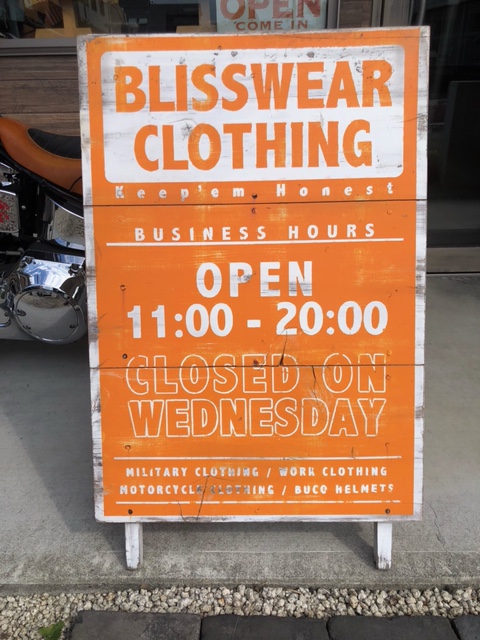 OPEN
COME IN
BLISSWEAR
CLOTHING
Keep'em Honest
BUSINESS HOURS
OPEN
11:00 - 20:00
CLOSED ON
WEDNESDAY
MILITARY CLOTHING / WORK CLOTHING
MOTORCYCLE CLOTHING / BUCO HELMETS